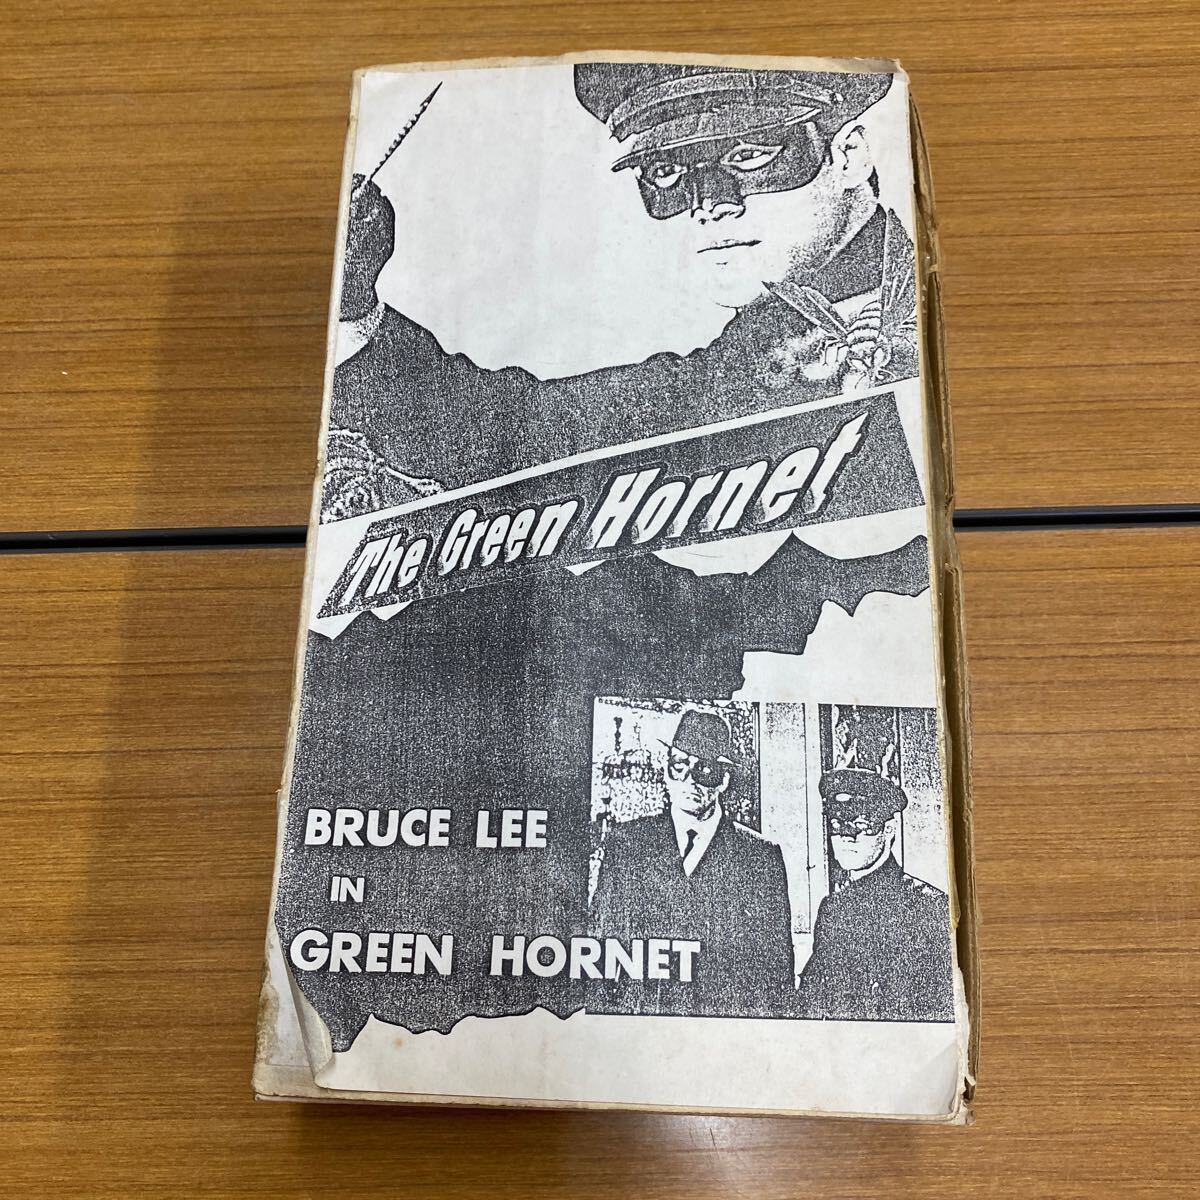 The Green Hornet
BRUCE LEE
IN
GREEN HORNET